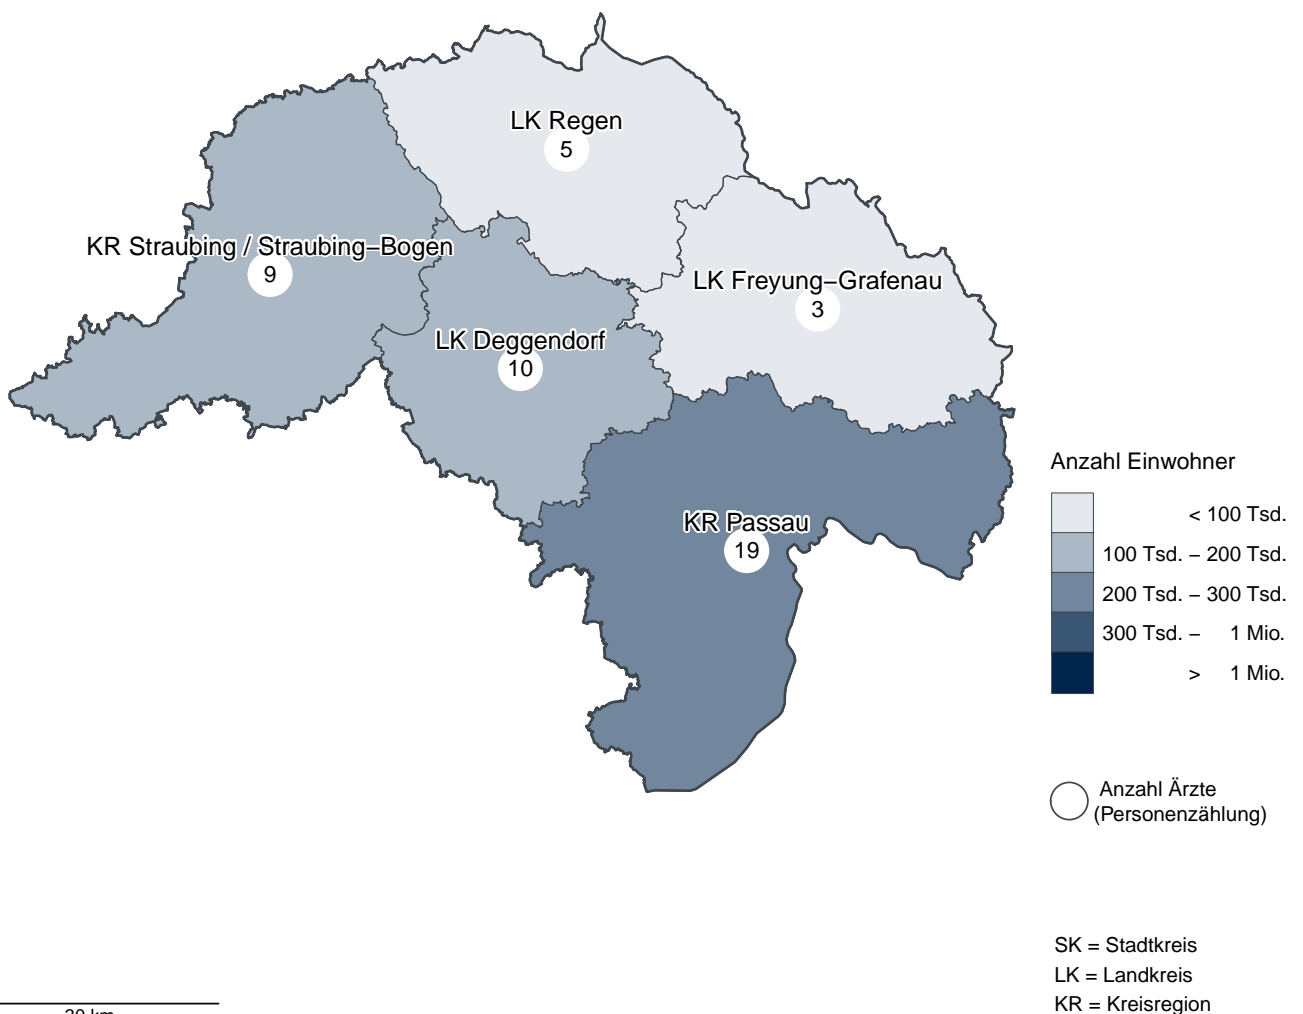 LK Regen
5
KR Straubing / Straubing–Bogen
9
LK Freyung–Grafenau
3
LK Deggendorf
10
KR Passau
19
Anzahl Einwohner
< 100 Tsd.
100 Tsd. – 200 Tsd.
200 Tsd. – 300 Tsd.
300 Tsd. – 1 Mio.
> 1 Mio.
Anzahl Ärzte
(Personenzählung)
SK = Stadtkreis
LK = Landkreis
KR = Kreisregion